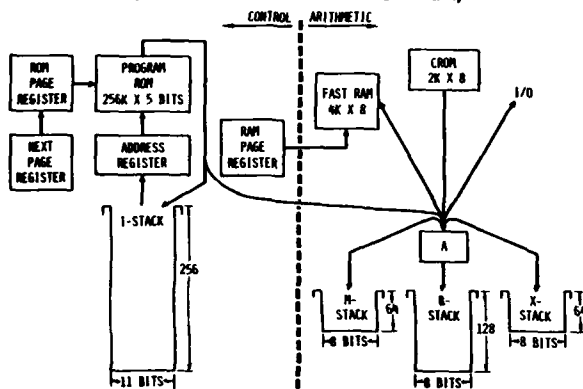 CONTROL
ARITHMETIC
ROM
PAGE
REGISTER
PROGRAM
ROM
256K X 5 BITS
NEXT
PAGE
REGISTER
ADDRESS
REGISTER
RAM
PAGE
REGISTER
FAST RAM
4K X 8
CROM
2K X 8
I/O
I-STACK
256
11 BITS
A
M-
STACK
64
8 BITS
R-
STACK
128
8 BITS
X-
STACK
64
8 BITS